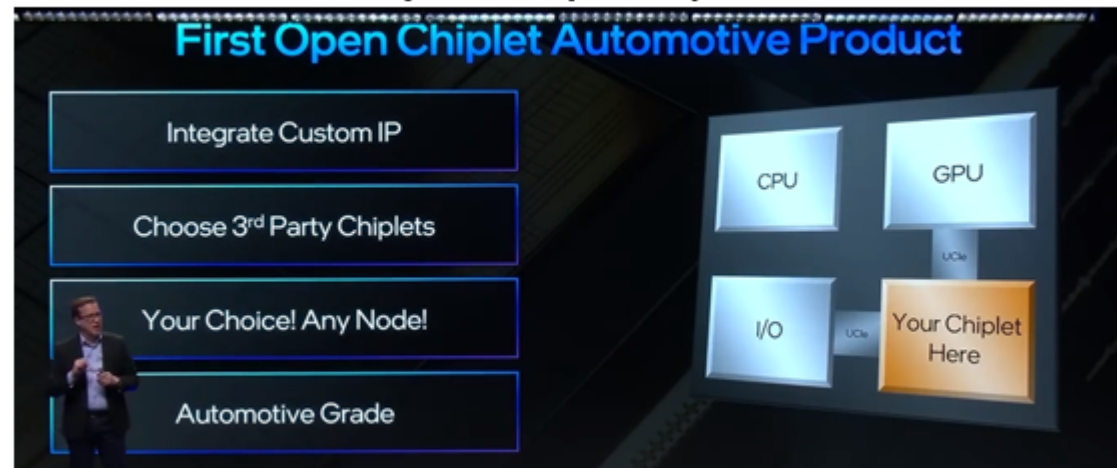 First Open Chiplet Automotive Product
Integrate Custom IP
Choose 3rd Party Chiplets
Your Choice! Any Node!
Automotive Grade
CPU
GPU
UCIe
I/O
UCIe
Your Chiplet
Here